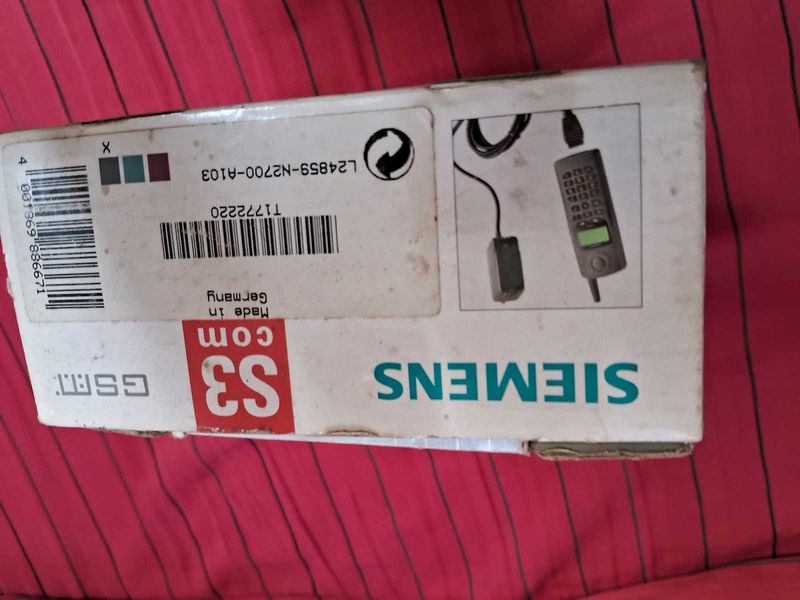 SIEMENS
S3
com
GSM
Made in
Germany
T1772220
L24859-N2700-A103
X
4 001369 886671